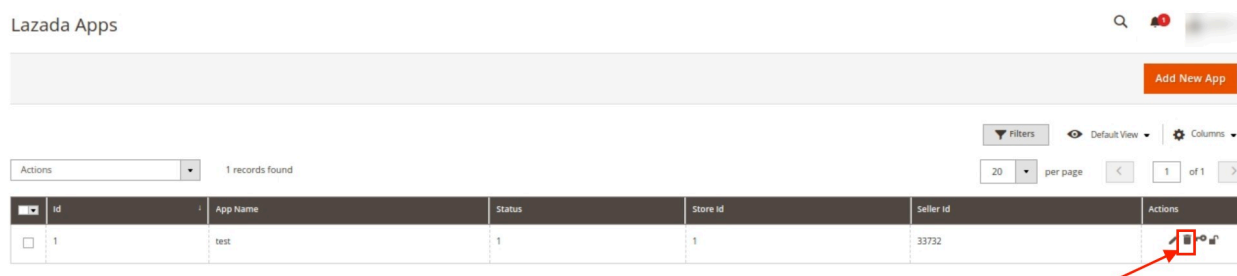 Lazada Apps
1
Add New App
Filters
Default View
Columns
Actions
1 records found
20
per page
1
of 1
Id
App Name
Status
Store Id
Seller Id
Actions
1
test
1
1
33732